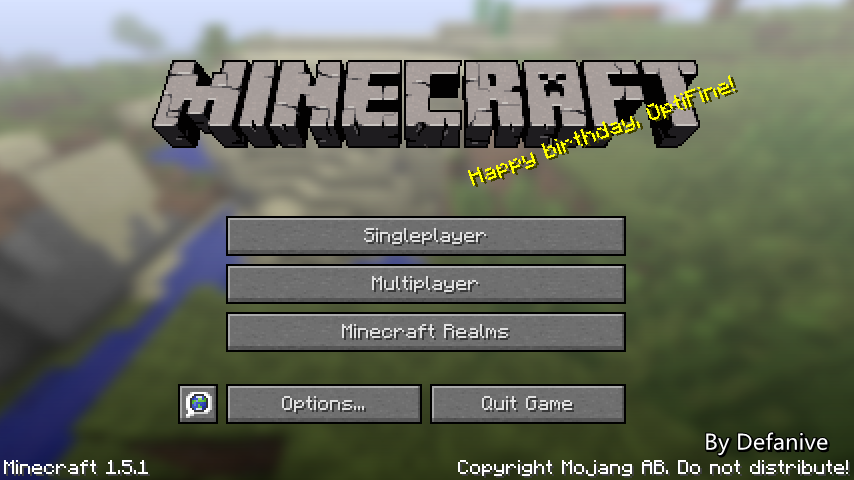 MINECRAFT
Happy birthday, OptiFine!
Singleplayer
Multiplayer
Minecraft Realms
Options...
Quit Game
By Defanive
Minecraft 1.5.1
Copyright Mojang AB. Do not distribute!